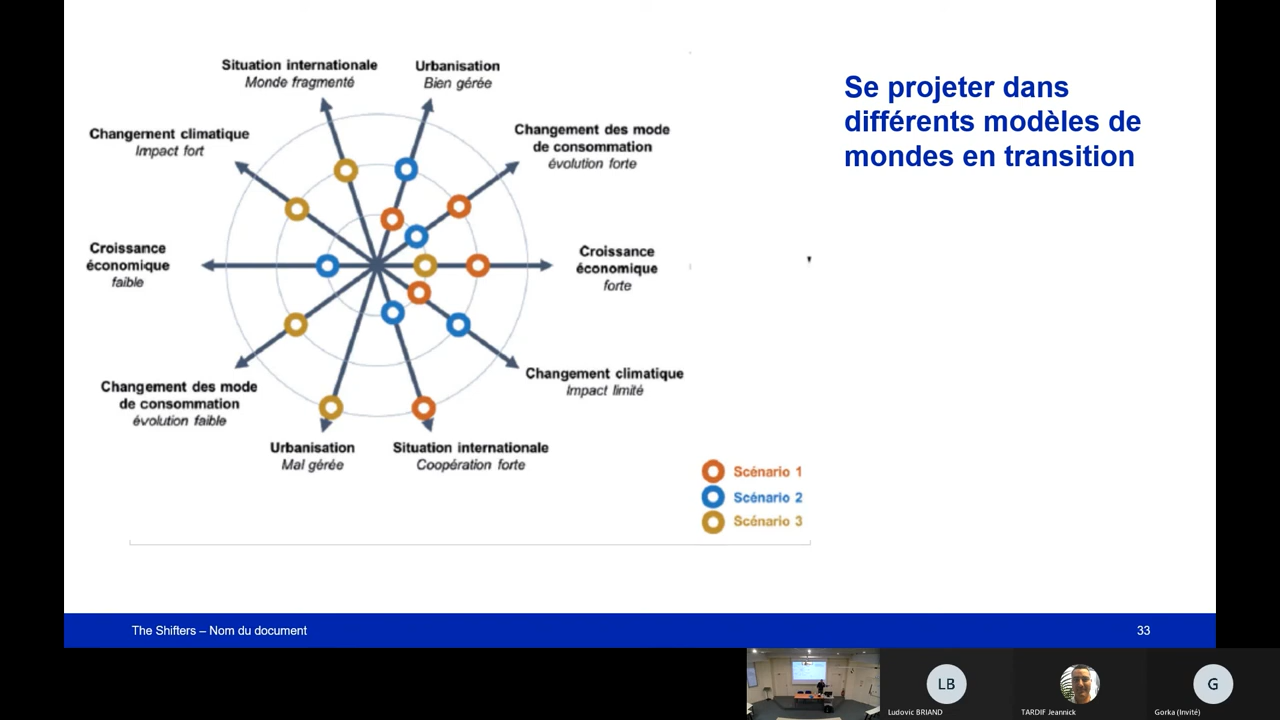 Situation internationale
Monde fragmenté
Urbanisation
Bien gérée
Changement climatique
Impact fort
Changement des mode
de consommation
évolution forte
Croissance
économique
faible
Croissance
économique
forte
Changement des mode
de consommation
évolution faible
Changement climatique
Impact limité
Urbanisation
Mal gérée
Situation internationale
Coopération forte
Scénario 1
Scénario 2
Scénario 3
Se projeter dans
différents modèles de
mondes en transition
The Shifters – Nom du document
33
LB
G
Ludovic BRIAND
TARDIF Jeannick
Gorka (Invité)